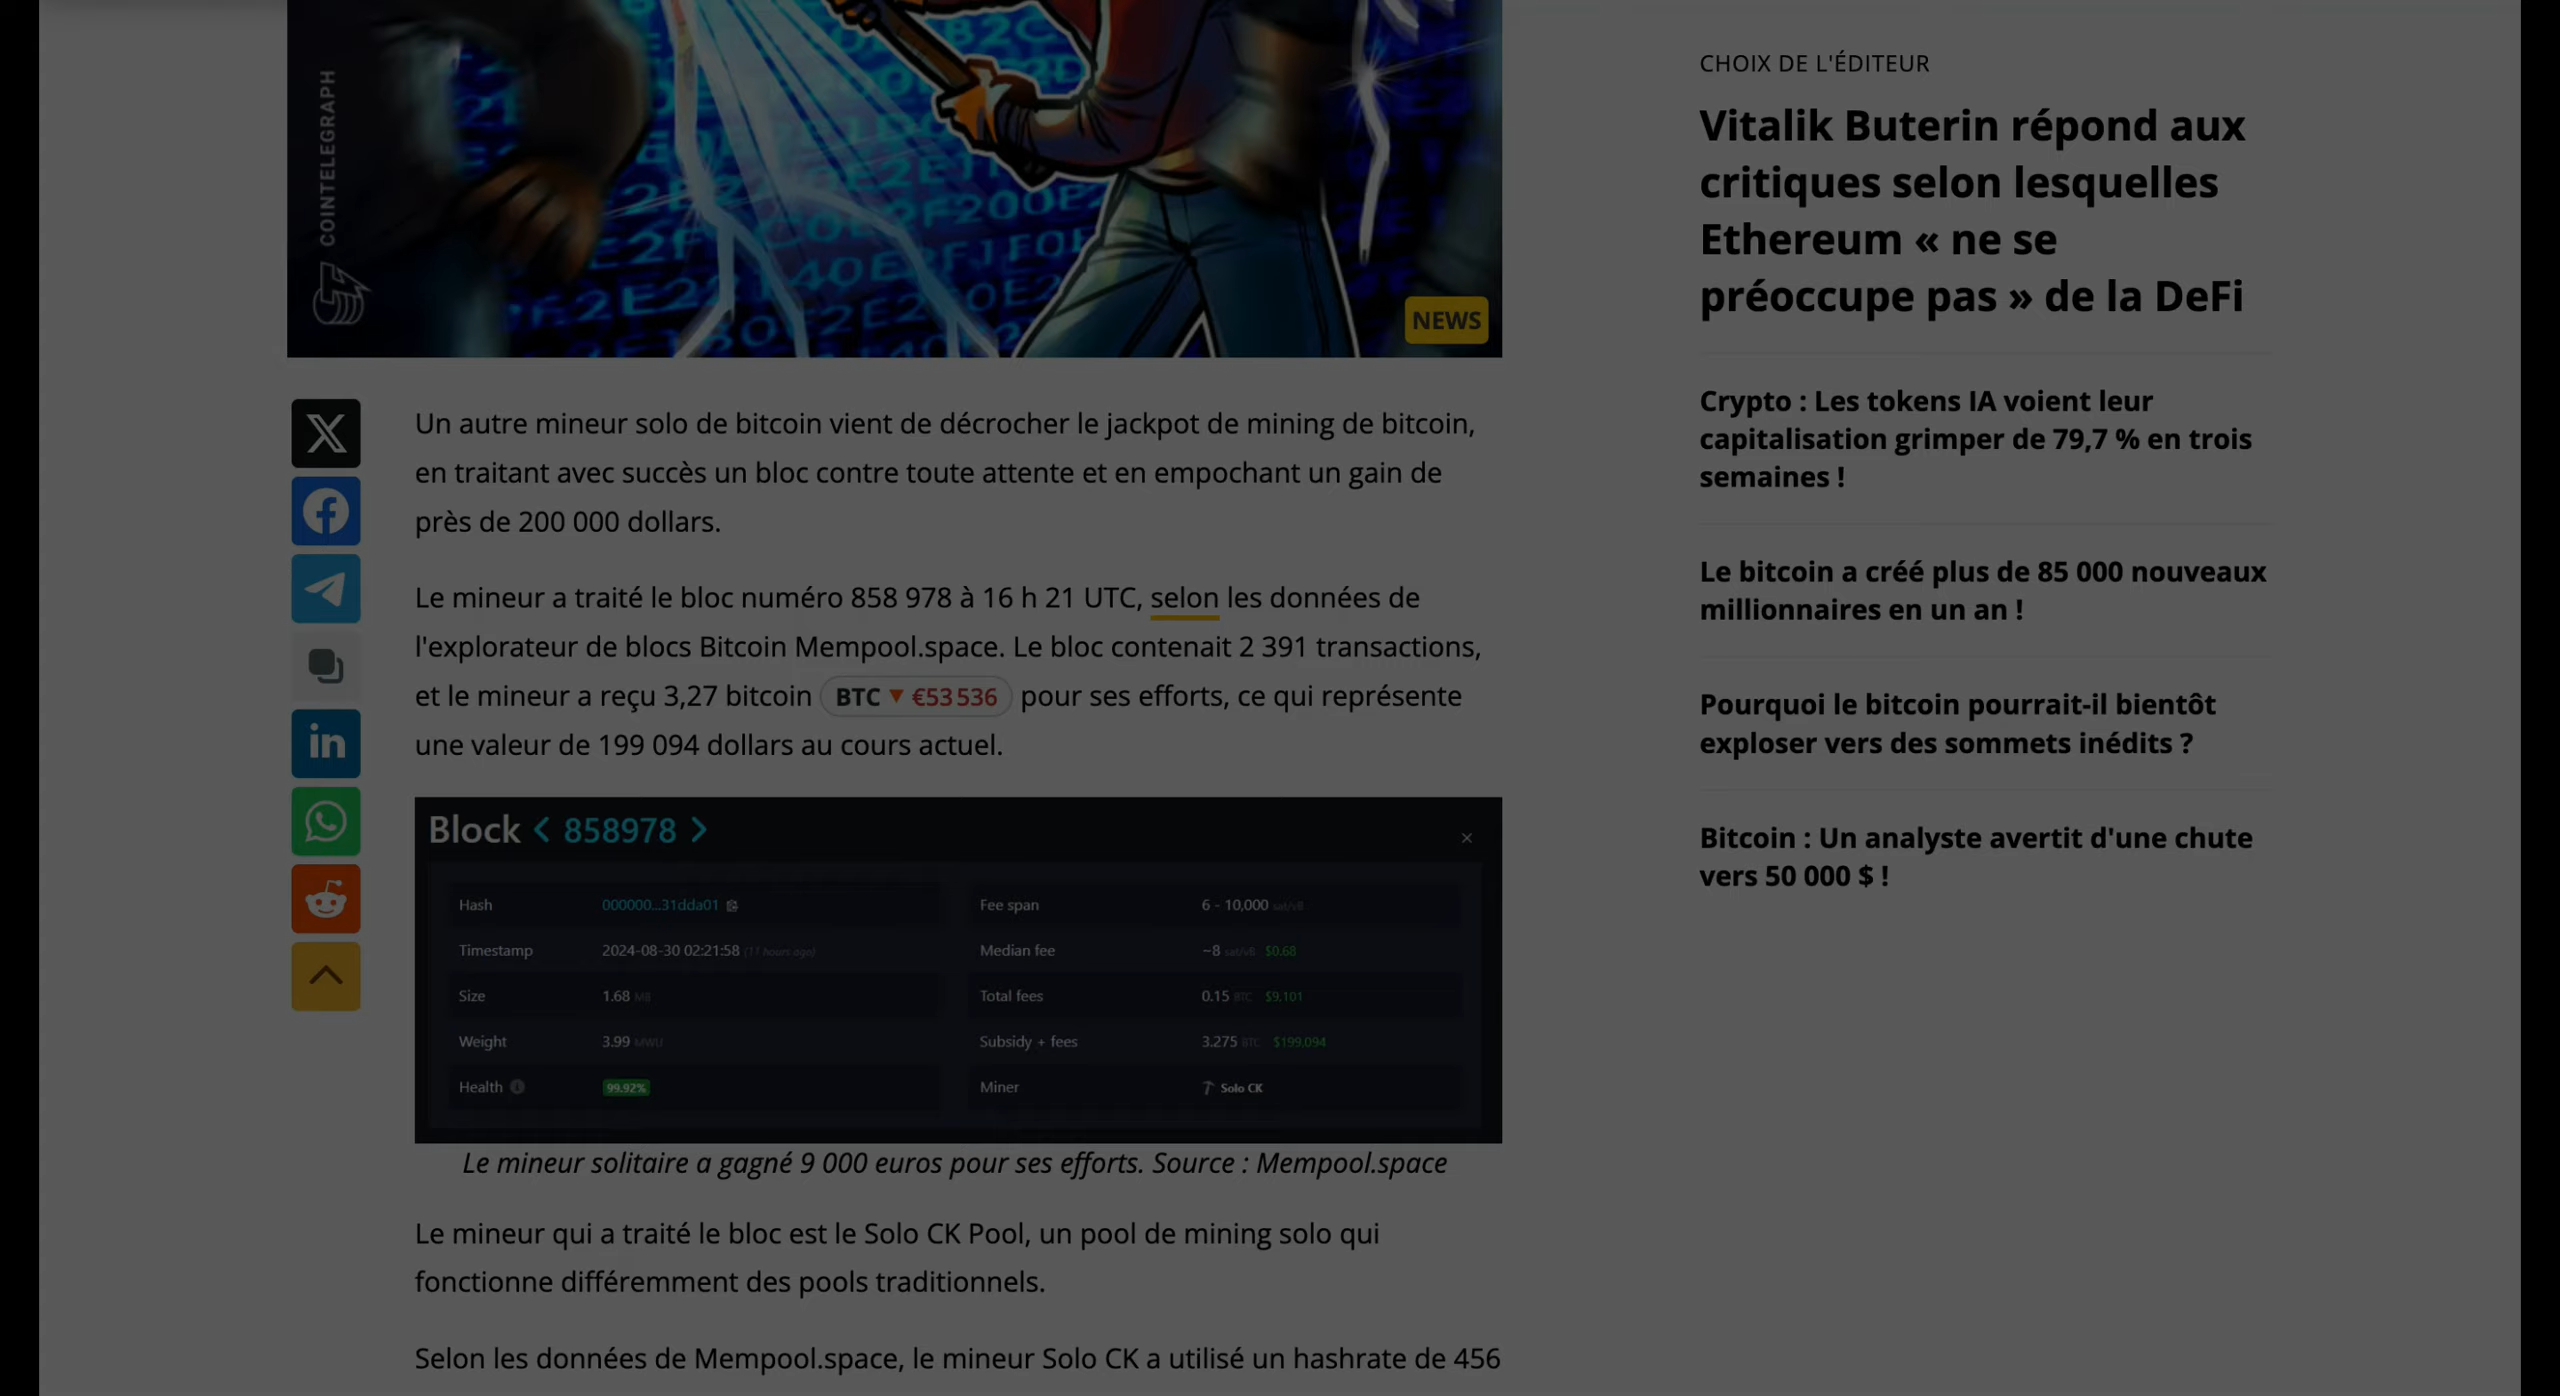 COINTELEGRAPH
NEWS
Un autre mineur solo de bitcoin vient de décrocher le jackpot de mining de bitcoin,
en traitant avec succès un bloc contre toute attente et en empochant un gain de
près de 200 000 dollars.
Le mineur a traité le bloc numéro 858 978 à 16 h 21 UTC, selon les données de
l'explorateur de blocs Bitcoin Mempool.space. Le bloc contenait 2 391 transactions,
et le mineur a reçu 3,27 bitcoin BTC ▼ €53 536 pour ses efforts, ce qui représente
une valeur de 199 094 dollars au cours actuel.
Block < 858978 >
Hash 000000...31dda01
Timestamp 2024-08-30 02:21:58 (11 hours ago)
Size 1.68 MB
Weight 3.99 MWU
Health 99.92%
Fee span 6 - 10,000 sat/vB
Median fee ~8 sat/vB $0.68
Total fees 0.15 BTC $9,101
Subsidy + fees 3.275 BTC $199,094
Miner Solo CK
Le mineur solitaire a gagné 9 000 euros pour ses efforts. Source : Mempool.space
Le mineur qui a traité le bloc est le Solo CK Pool, un pool de mining solo qui
fonctionne différemment des pools traditionnels.
Selon les données de Mempool.space, le mineur Solo CK a utilisé un hashrate de 456
CHOIX DE L'ÉDITEUR
Vitalik Buterin répond aux
critiques selon lesquelles
Ethereum « ne se
préoccupe pas » de la DeFi
Crypto : Les tokens IA voient leur
capitalisation grimper de 79,7 % en trois
semaines !
Le bitcoin a créé plus de 85 000 nouveaux
millionnaires en un an !
Pourquoi le bitcoin pourrait-il bientôt
exploser vers des sommets inédits ?
Bitcoin : Un analyste avertit d'une chute
vers 50 000 $ !